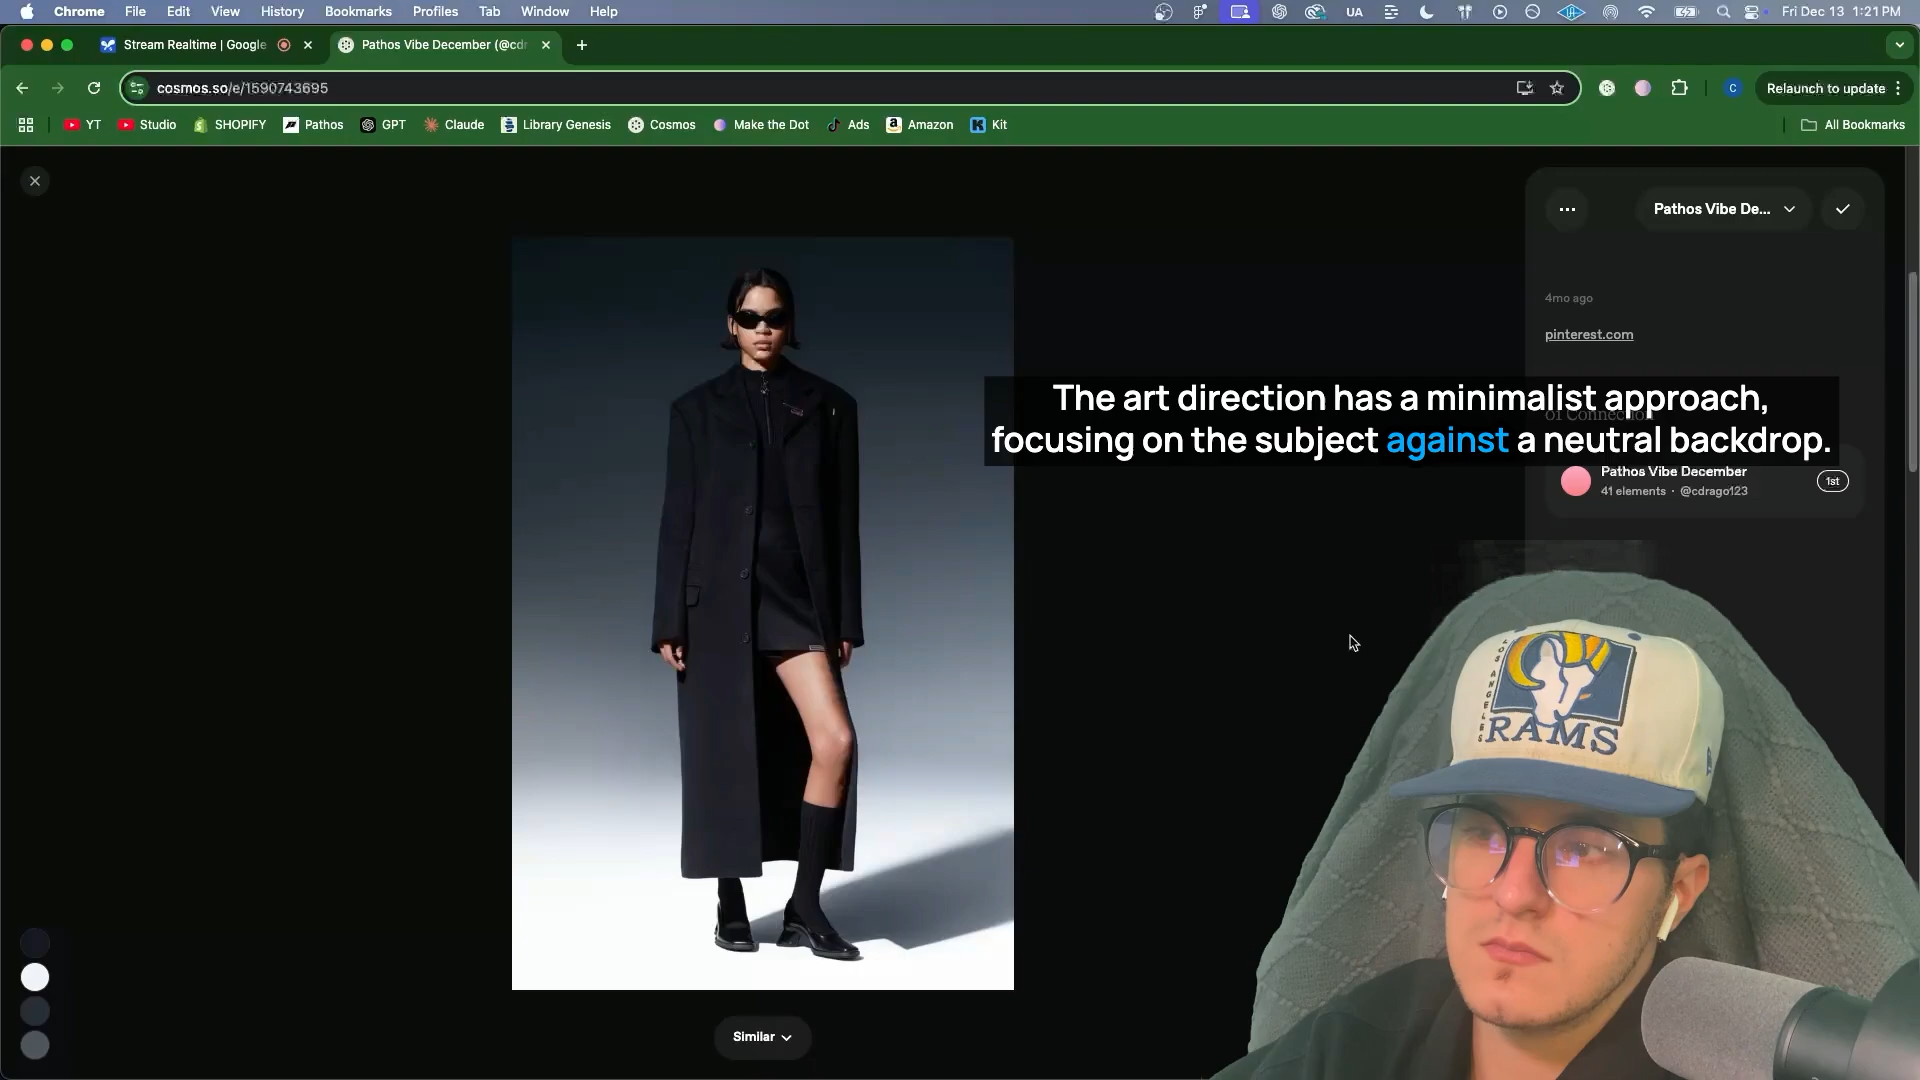 Chrome File Edit View History Bookmarks Profiles Tab Window Help UA Fri Dec 13 1:21 PM
Stream Realtime | Google
Pathos Vibe December (@cdr
cosmos.so/e/1590743695
C
Relaunch to update
YT Studio SHOPIFY Pathos GPT Claude Library Genesis Cosmos Make the Dot Ads Amazon Kit All Bookmarks
Pathos Vibe De...
4mo ago
pinterest.com
The art direction has a minimalist approach,
focusing on the subject against a neutral backdrop.
of Connection
Pathos Vibe December
41 elements · @cdrago123
1st
LOS ANGELES
RAMS
Similar